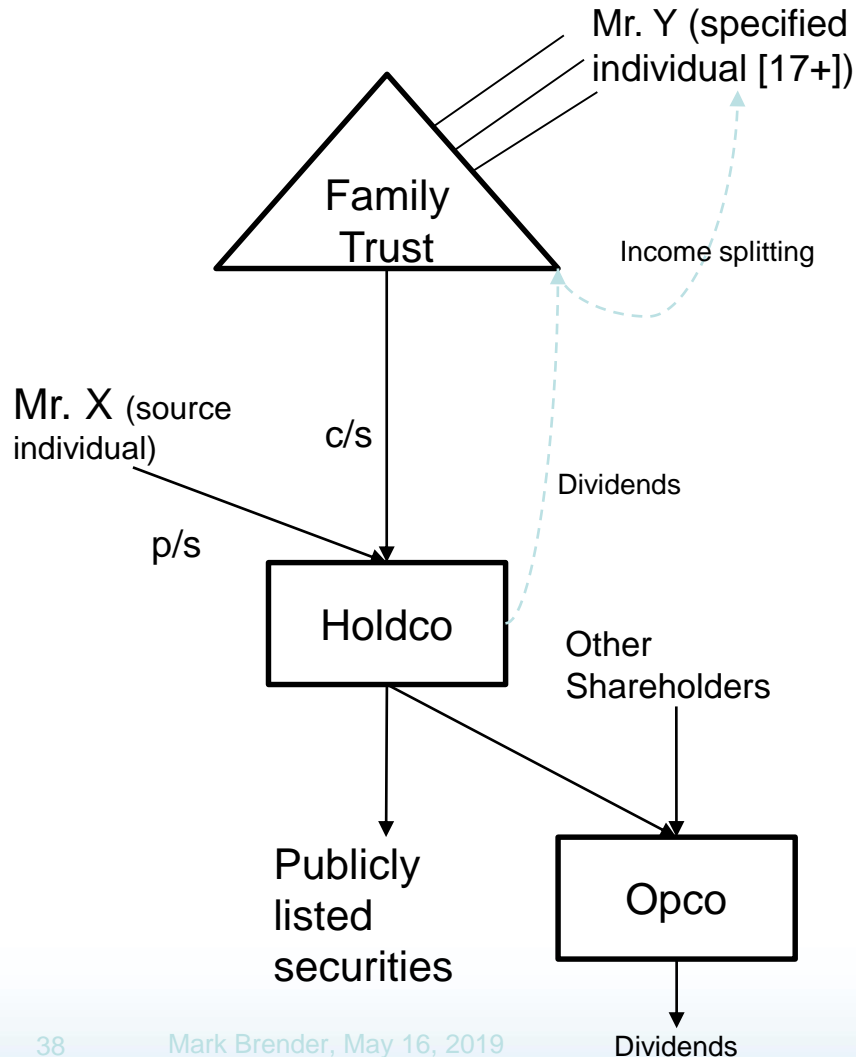 Mr. Y (specified
individual [17+])
Family
Trust
Income splitting
Mr. X (source
individual)
c/s
Dividends
p/s
Holdco
Other
Shareholders
Publicly
listed
securities
Opco
38
Mark Brender, May 16, 2019
Dividends